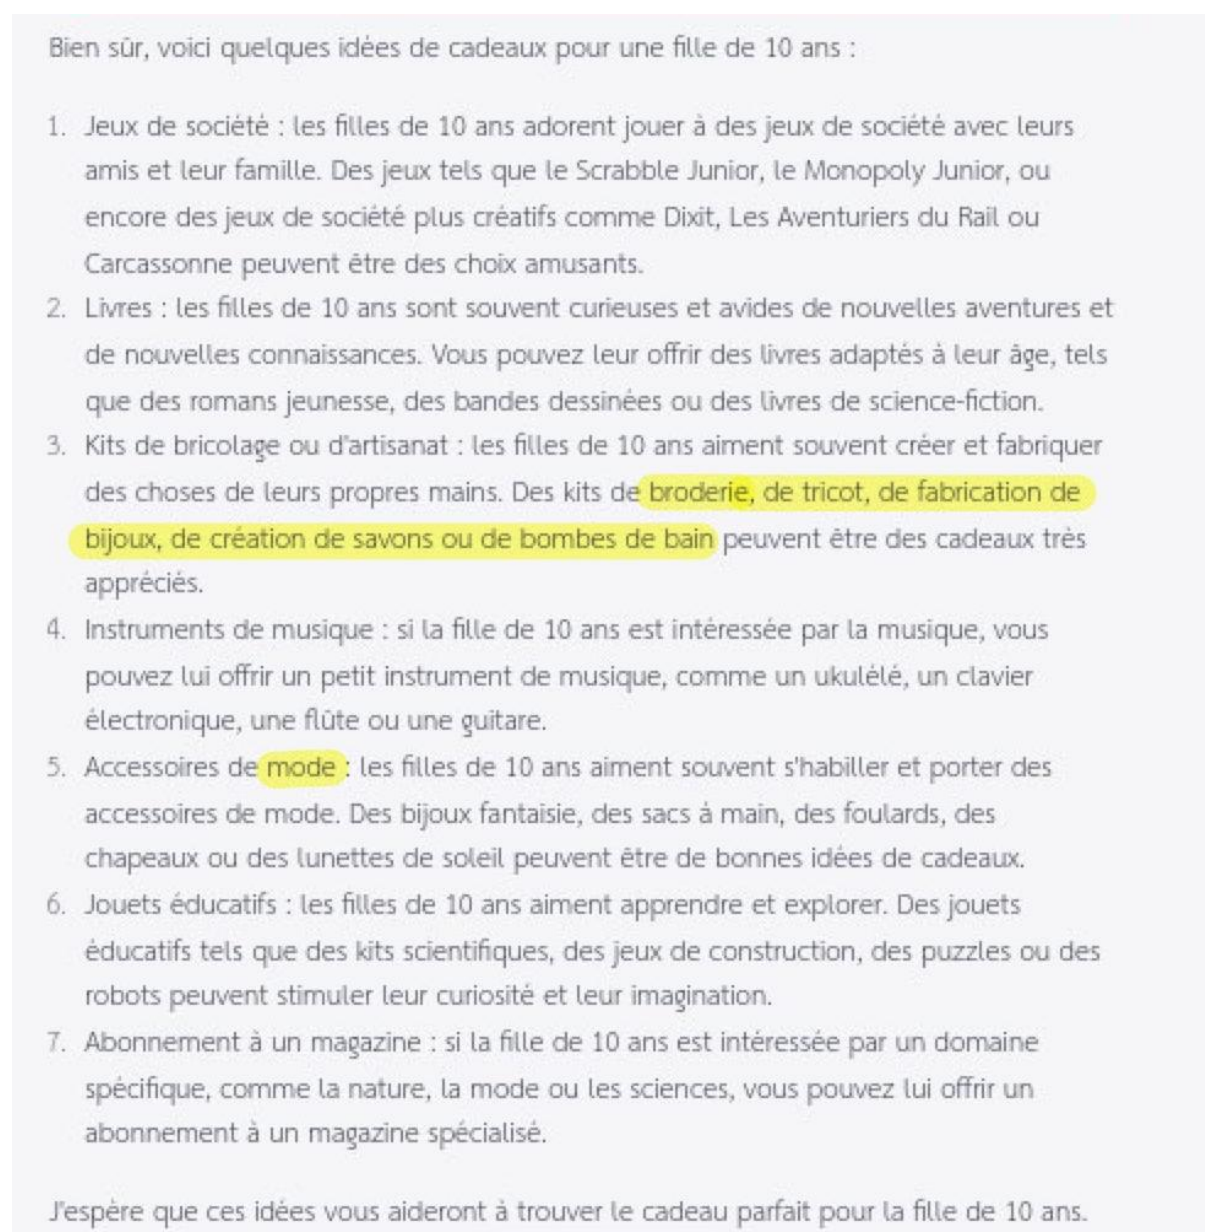 Bien sûr, voici quelques idées de cadeaux pour une fille de 10 ans :
1. Jeux de société : les filles de 10 ans adorent jouer à des jeux de société avec leurs
amis et leur famille. Des jeux tels que le Scrabble Junior, le Monopoly Junior, ou
encore des jeux de société plus créatifs comme Dixit, Les Aventuriers du Rail ou
Carcassonne peuvent être des choix amusants.
2. Livres : les filles de 10 ans sont souvent curieuses et avides de nouvelles aventures et
de nouvelles connaissances. Vous pouvez leur offrir des livres adaptés à leur âge, tels
que des romans jeunesse, des bandes dessinées ou des livres de science-fiction.
3. Kits de bricolage ou d'artisanat : les filles de 10 ans aiment souvent créer et fabriquer
des choses de leurs propres mains. Des kits de broderie, de tricot, de fabrication de
bijoux, de création de savons ou de bombes de bain peuvent être des cadeaux très
appréciés.
4. Instruments de musique : si la fille de 10 ans est intéressée par la musique, vous
pouvez lui offrir un petit instrument de musique, comme un ukulélé, un clavier
électronique, une flûte ou une guitare.
5. Accessoires de mode : les filles de 10 ans aiment souvent s'habiller et porter des
accessoires de mode. Des bijoux fantaisie, des sacs à main, des foulards, des
chapeaux ou des lunettes de soleil peuvent être de bonnes idées de cadeaux.
6. Jouets éducatifs : les filles de 10 ans aiment apprendre et explorer. Des jouets
éducatifs tels que des kits scientifiques, des jeux de construction, des puzzles ou des
robots peuvent stimuler leur curiosité et leur imagination.
7. Abonnement à un magazine : si la fille de 10 ans est intéressée par un domaine
spécifique, comme la nature, la mode ou les sciences, vous pouvez lui offrir un
abonnement à un magazine spécialisé.
J'espère que ces idées vous aideront à trouver le cadeau parfait pour la fille de 10 ans.